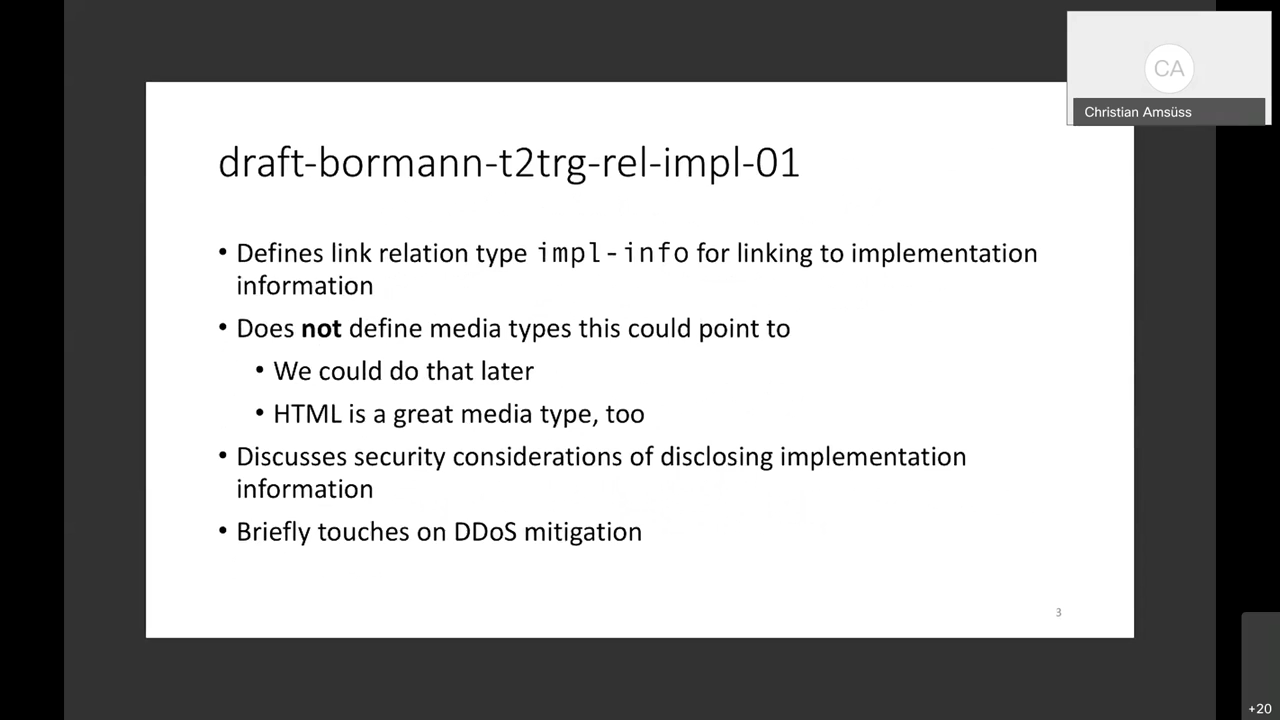 CA
Christian Amsüss
draft-bormann-t2trg-rel-impl-01
• Defines link relation type impl-info for linking to implementation
information
• Does not define media types this could point to
• We could do that later
• HTML is a great media type, too
• Discusses security considerations of disclosing implementation
information
• Briefly touches on DDoS mitigation
3
+20